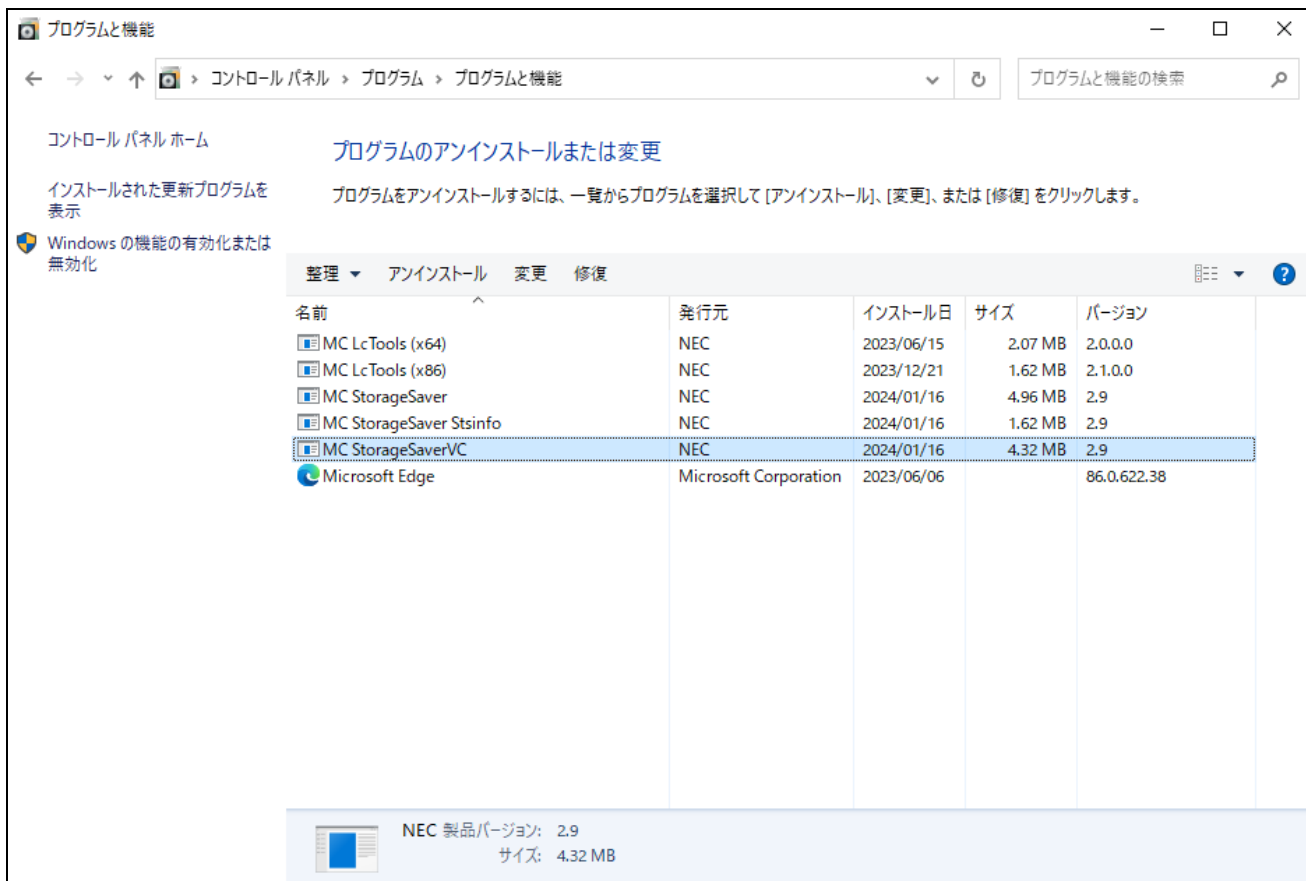 プログラムと機能
コントロール パネル › プログラム › プログラムと機能
プログラムと機能の検索
コントロール パネル ホーム
インストールされた更新プログラムを
表示
Windows の機能の有効化または
無効化
プログラムのアンインストールまたは変更
プログラムをアンインストールするには、一覧からプログラムを選択して [アンインストール]、[変更]、または [修復] をクリックします。
整理 アンインストール 変更 修復
名前 発行元 インストール日 サイズ バージョン
MC LcTools (x64) NEC 2023/06/15 2.07 MB 2.0.0.0
MC LcTools (x86) NEC 2023/12/21 1.62 MB 2.1.0.0
MC StorageSaver NEC 2024/01/16 4.96 MB 2.9
MC StorageSaver Stsinfo NEC 2024/01/16 1.62 MB 2.9
MC StorageSaverVC NEC 2024/01/16 4.32 MB 2.9
Microsoft Edge Microsoft Corporation 2023/06/06 86.0.622.38
NEC 製品バージョン: 2.9
サイズ: 4.32 MB